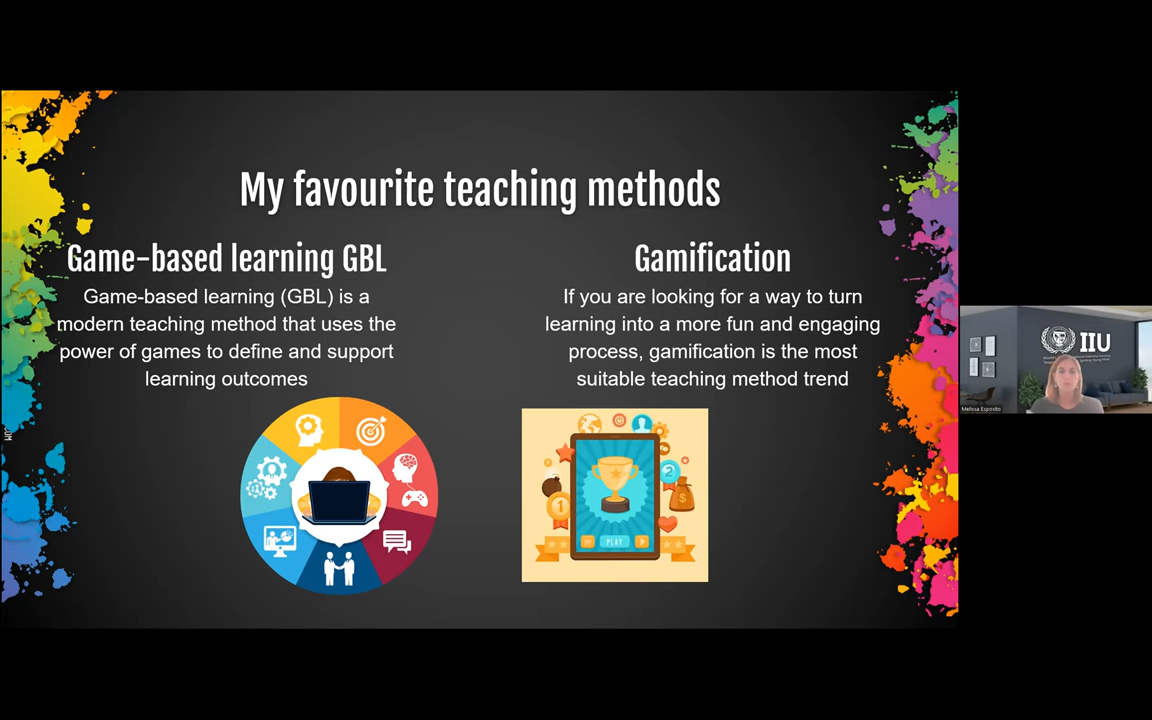 My favourite teaching methods
Game-based learning GBL
Game-based learning (GBL) is a
modern teaching method that uses the
power of games to define and support
learning outcomes
Gamification
If you are looking for a way to turn
learning into a more fun and engaging
process, gamification is the most
suitable teaching method trend
1
2
$
PLAY
IIU
Melissa Esposito